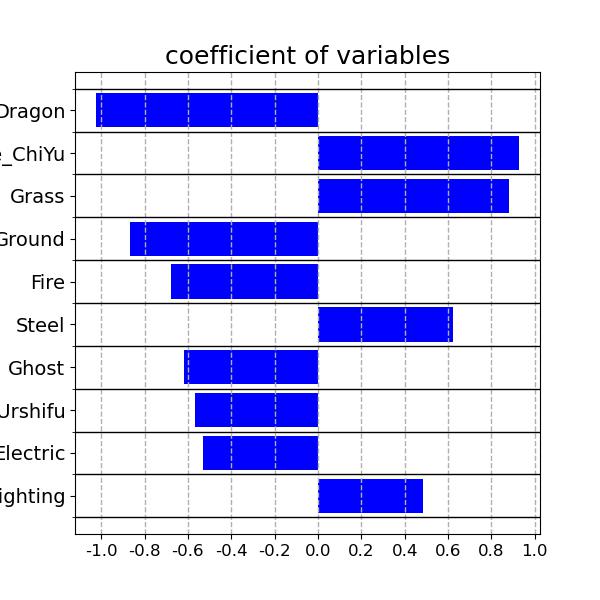 coefficient of variables
Dragon
e_ChiYu
Grass
Ground
Fire
Steel
Ghost
Urshifu
Electric
ighting
-1.0 -0.8 -0.6 -0.4 -0.2 0.0 0.2 0.4 0.6 0.8 1.0